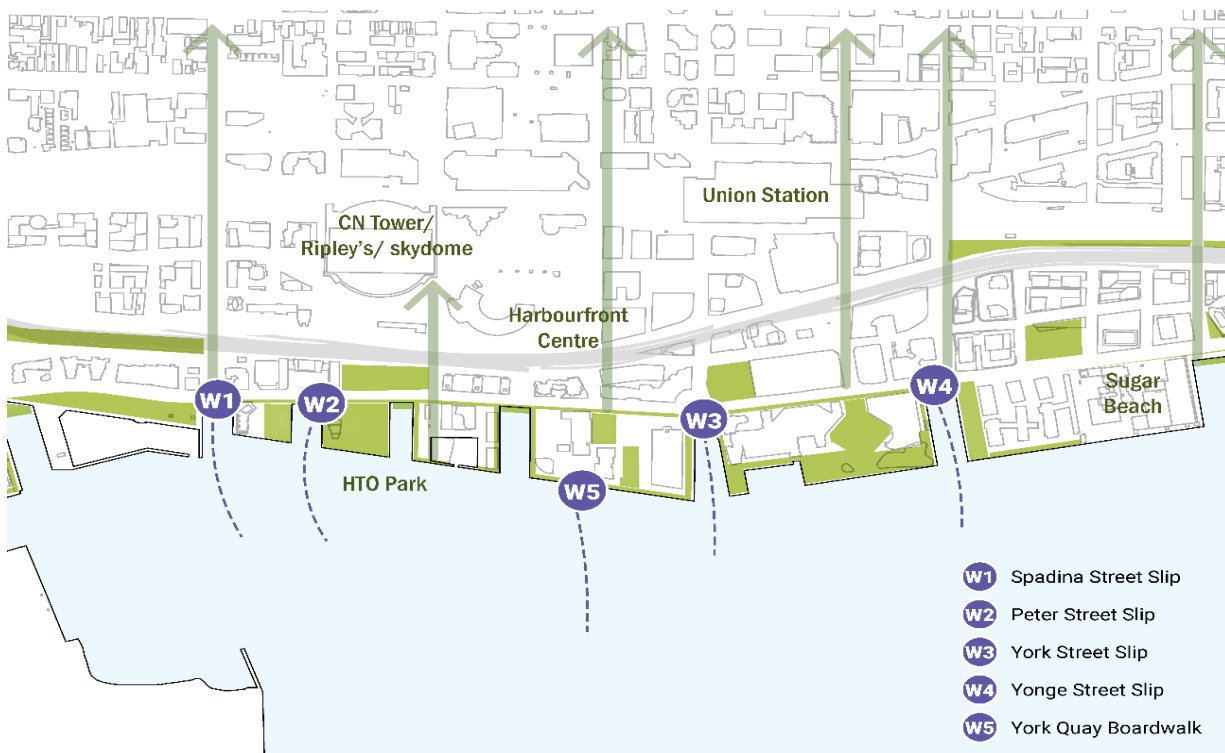 Union Station
CN Tower/
Ripley's/ skydome
Harbourfront
Centre
W1
W2
W3
W4
W5
Sugar
Beach
HTO Park
W1 Spadina Street Slip
W2 Peter Street Slip
W3 York Street Slip
W4 Yonge Street Slip
W5 York Quay Boardwalk